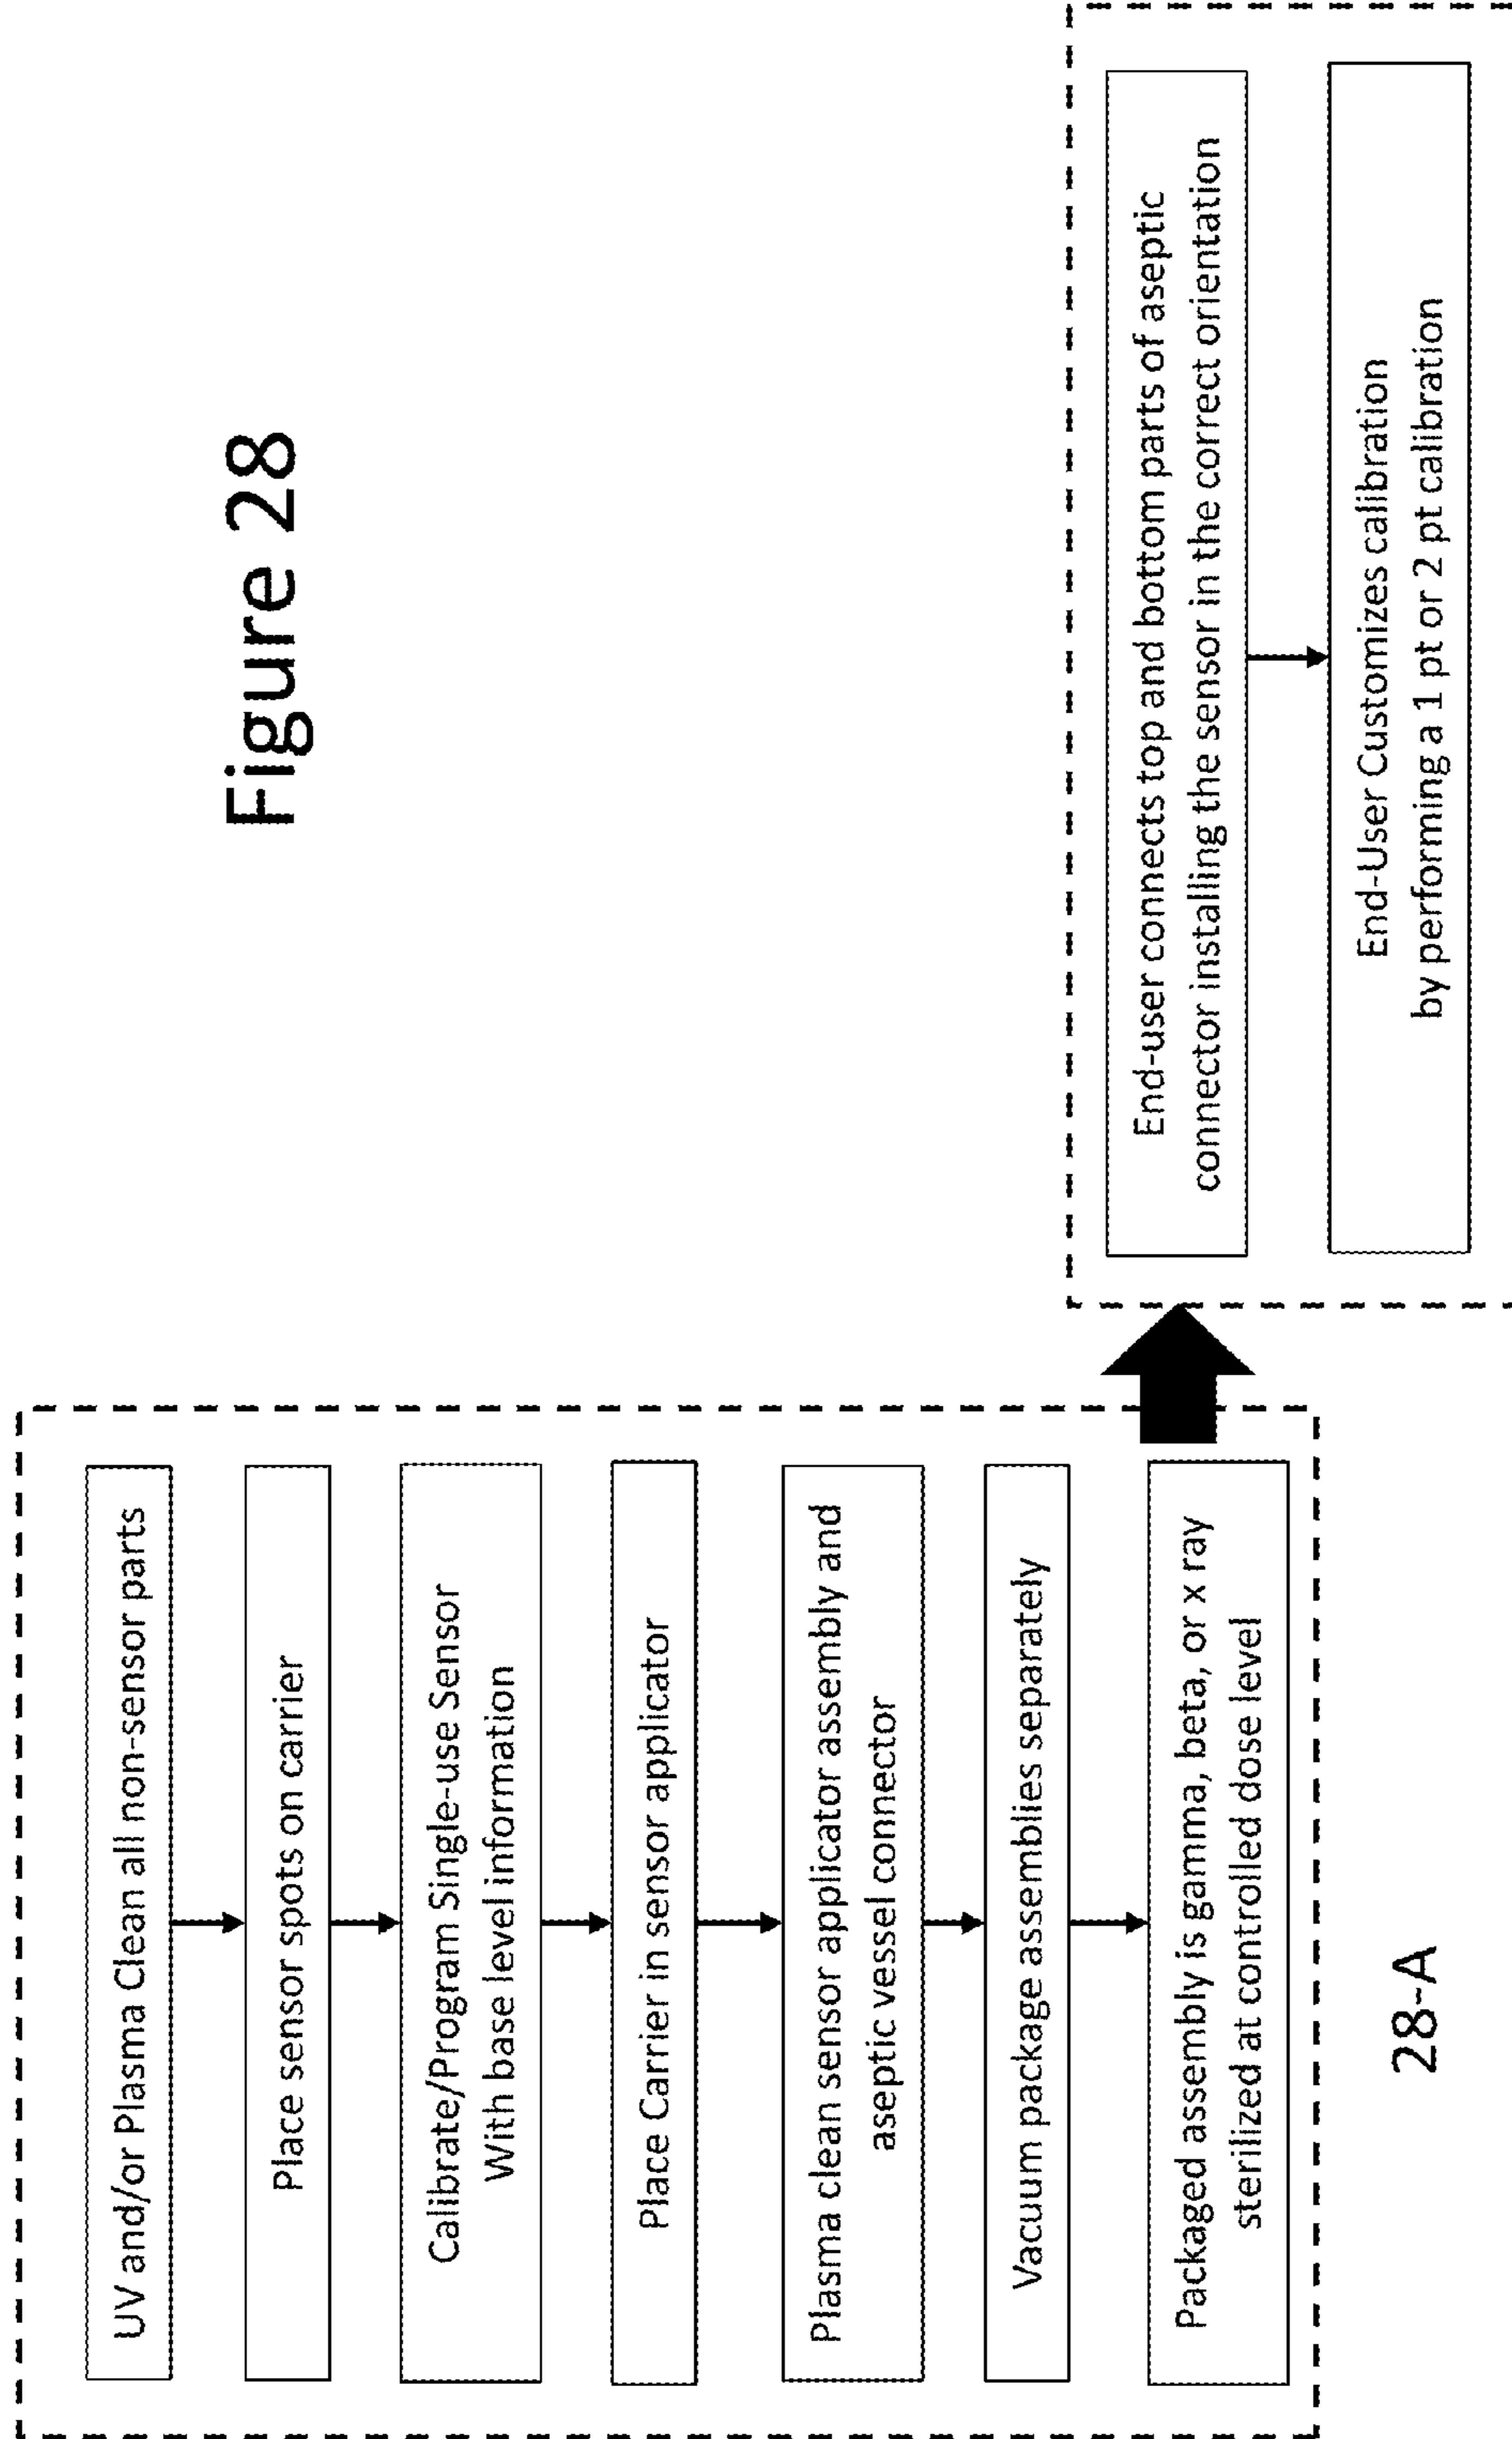 Figure 28
UV and/or Plasma Clean all non-sensor parts
Place sensor spots on carrier
Calibrate/Program Single-use Sensor
With base level information
Place Carrier in sensor applicator
Plasma clean sensor applicator assembly and
aseptic vessel connector
Vacuum package assemblies separately
Packaged assembly is gamma, beta, or x ray
sterilized at controlled dose level
28-A
End-user connects top and bottom parts of aseptic
connector installing the sensor in the correct orientation
End-User Customizes calibration
by performing a 1 pt or 2 pt calibration